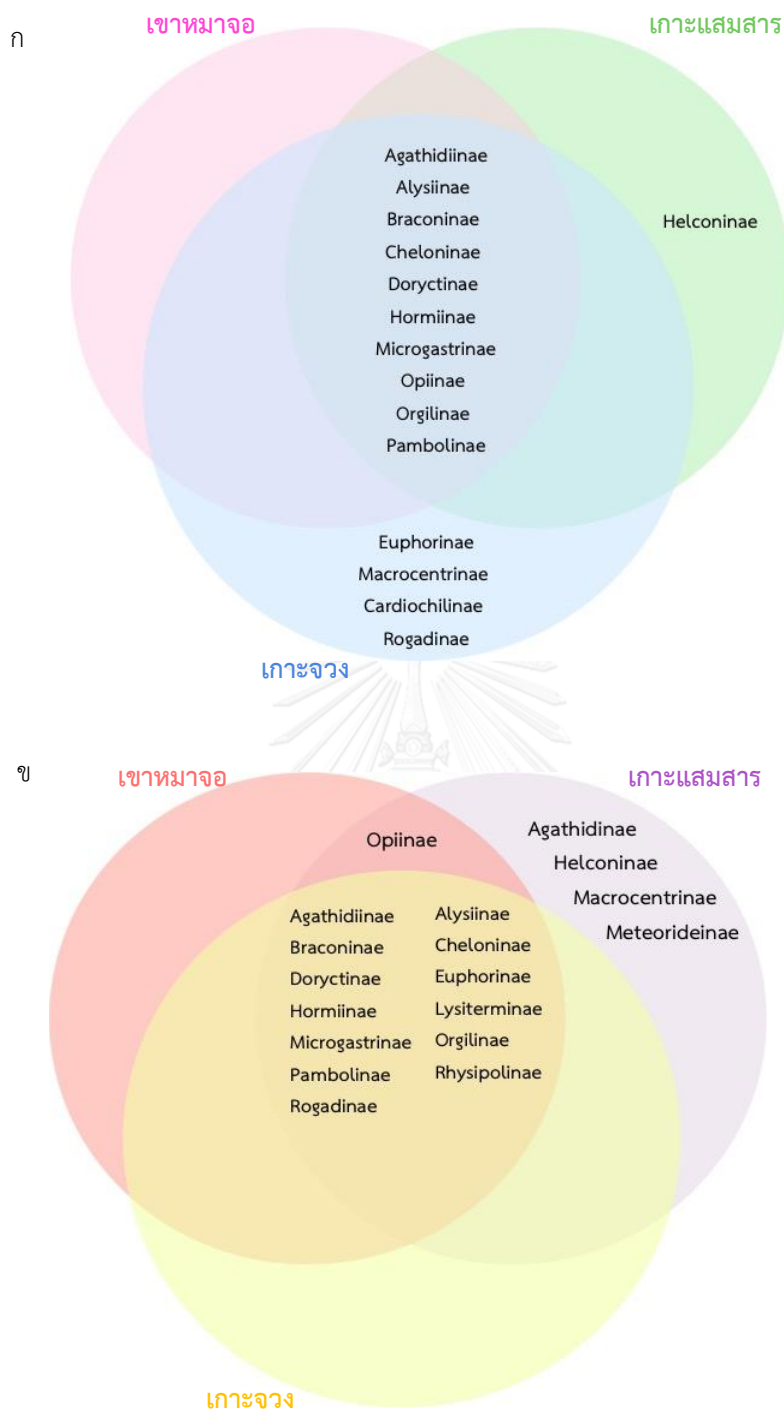 ก
เขาหมาจอ
เกาะแสมสาร
Agathidiinae
Alysiinae
Braconinae
Cheloninae
Doryctinae
Hormiinae
Microgastrinae
Opiinae
Orgilinae
Pambolinae
Helconinae
Euphorinae
Macrocentrinae
Cardiochilinae
Rogadinae
เกาะจวง
ข
เขาหมาจอ
เกาะแสมสาร
Opiinae
Agathidinae
Helconinae
Macrocentrinae
Meteorideinae
Agathidiinae
Braconinae
Doryctinae
Hormiinae
Microgastrinae
Pambolinae
Rogadinae
Alysiinae
Cheloninae
Euphorinae
Lysiterminae
Orgilinae
Rhysipolinae
เกาะจวง